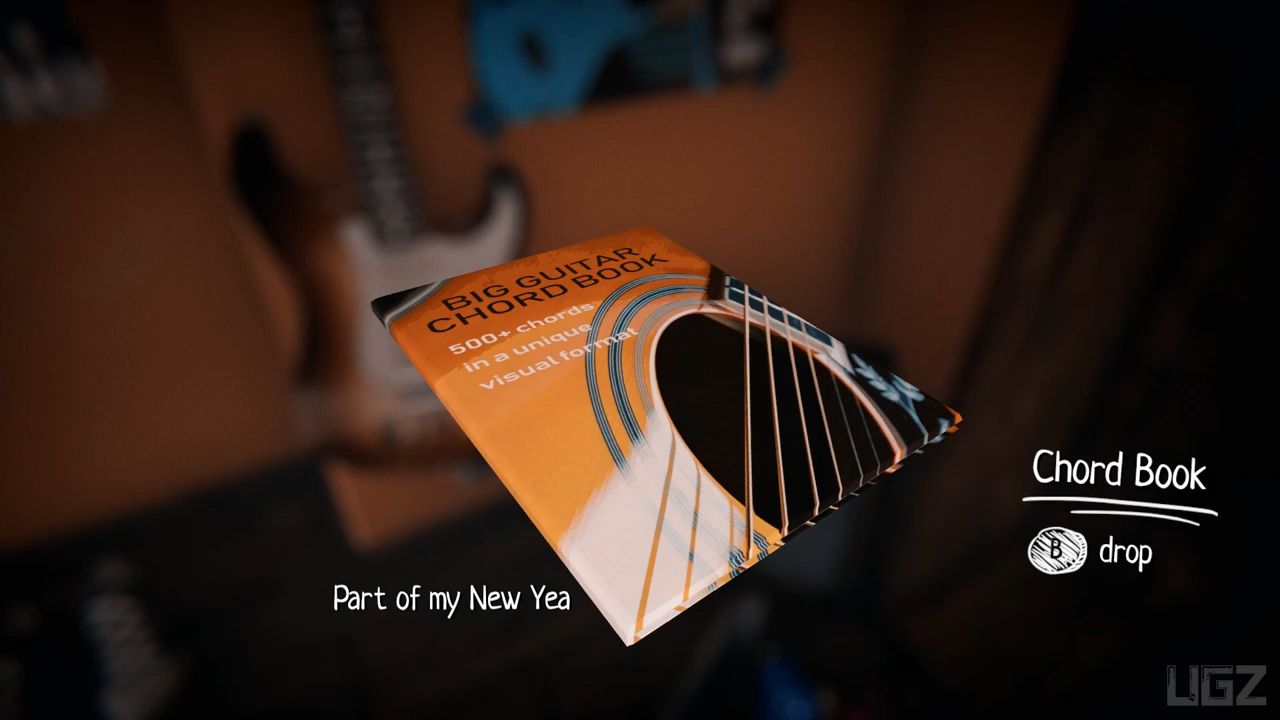 BIG GUITAR
CHORD BOOK
500+ chords
in a unique
visual format
Chord Book
B drop
Part of my New Yea
UGZ